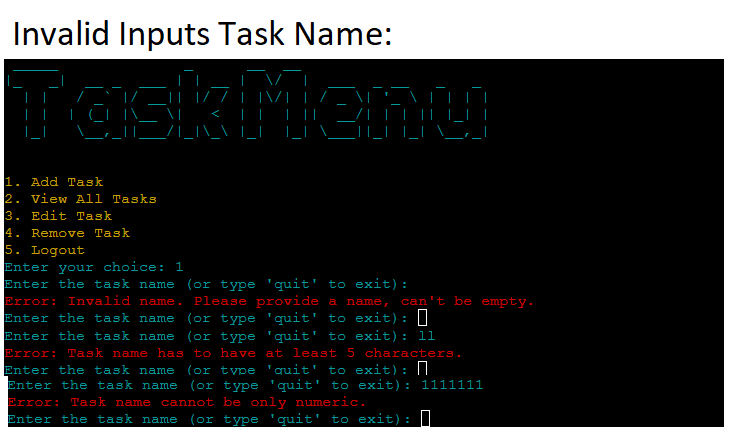 Invalid Inputs Task Name:
TaskMenu
1. Add Task
2. View All Tasks
3. Edit Task
4. Remove Task
5. Logout
Enter your choice: 1
Enter the task name (or type 'quit' to exit):
Error: Invalid name. Please provide a name, can't be empty.
Enter the task name (or type 'quit' to exit):
Enter the task name (or type 'quit' to exit): ll
Error: Task name has to have at least 5 characters.
Enter the task name (or type 'quit' to exit):
Enter the task name (or type 'quit' to exit): 1111111
Error: Task name cannot be only numeric.
Enter the task name (or type 'quit' to exit):